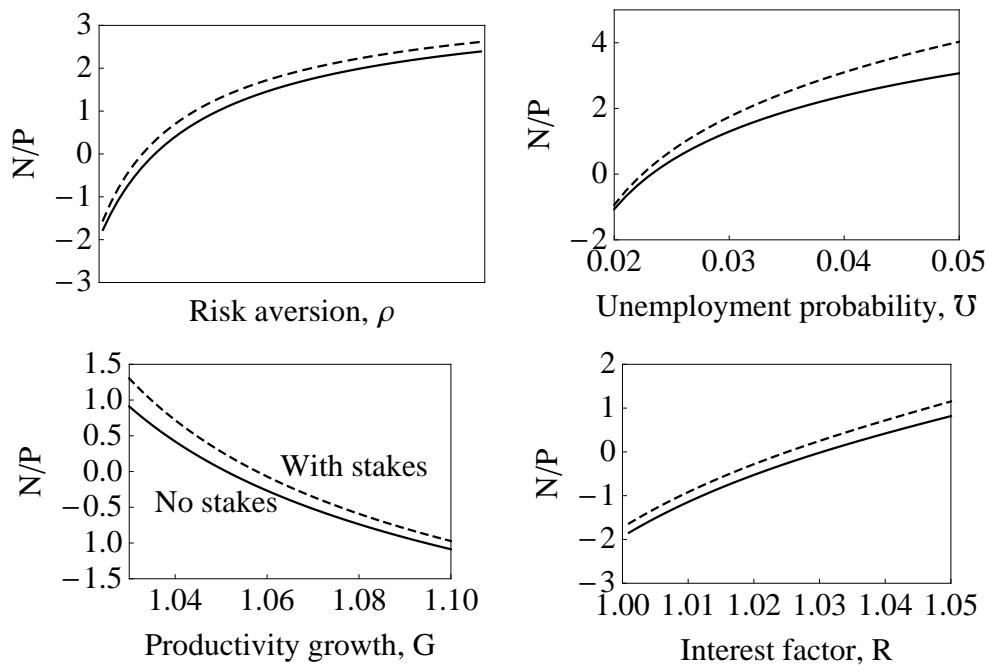 3
2
1
0
−1
−2
−3
N/P
Risk aversion, ρ
4
2
0
−2
N/P
0.02 0.03 0.04 0.05
Unemployment probability, ℧
1.5
1.0
0.5
0.0
−0.5
1.0
−1.5
N/P
With stakes
No stakes
1.04 1.06 1.08 1.10
Productivity growth, G
2
1
0
−1
−2
−3
N/P
1.00 1.01 1.02 1.03 1.04 1.05
Interest factor, R